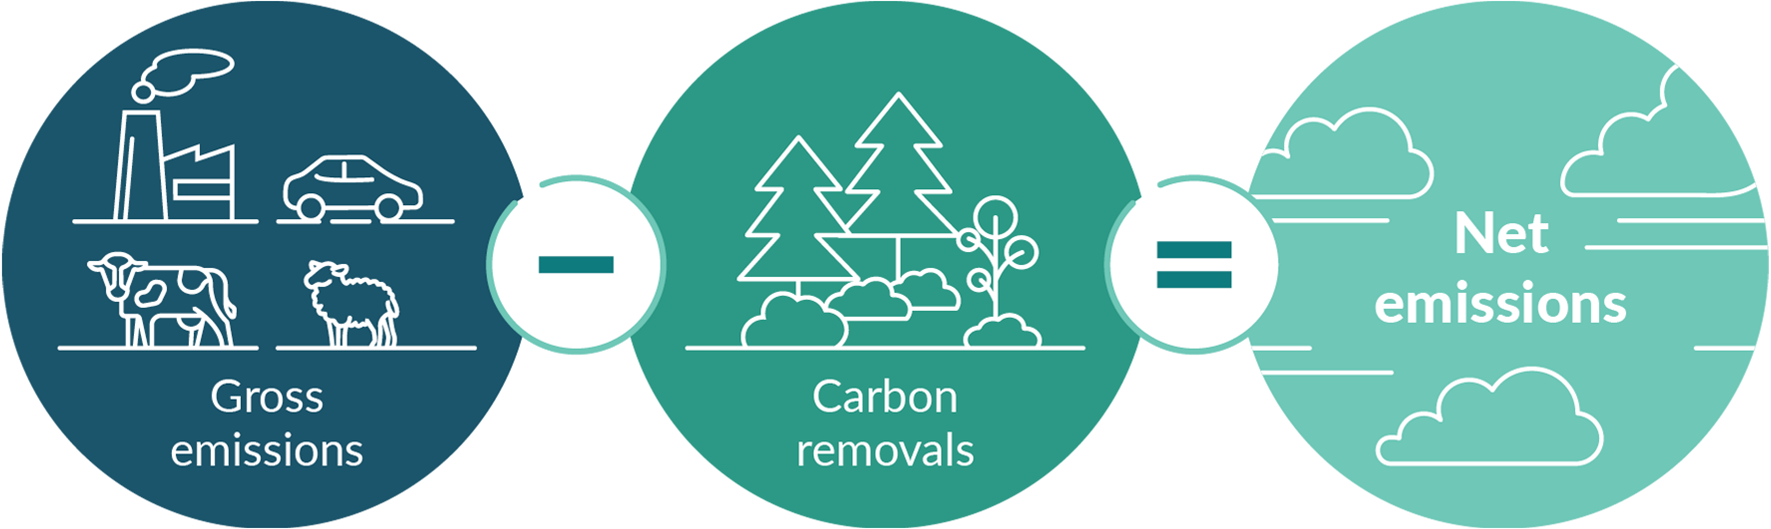 Gross
emissions
−
Carbon
removals
=
Net
emissions